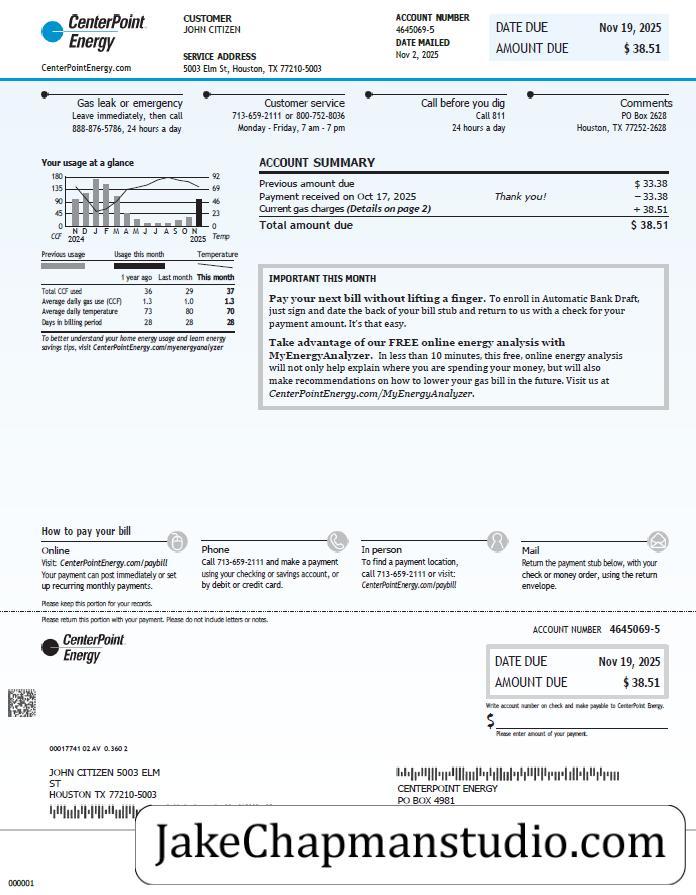 CenterPoint
Energy
CenterPointEnergy.com
CUSTOMER
JOHN CITIZEN
SERVICE ADDRESS
5003 Elm St, Houston, TX 77210-5003
ACCOUNT NUMBER
4645069-5
DATE MAILED
Nov 2, 2025
DATE DUE Nov 19, 2025
AMOUNT DUE $ 38.51
Gas leak or emergency
Leave immediately, then call
888-876-5786, 24 hours a day
Customer service
713-659-2111 or 800-752-8036
Monday - Friday, 7 am - 7 pm
Call before you dig
Call 811
24 hours a day
Comments
PO Box 2628
Houston, TX 77252-2628
Your usage at a glance
180 92
135 69
90 46
45 23
0 0
CCF N D J F M A M J J A S O N Temp
2024 2025
Previous usage Usage this month Temperature
1 year ago Last month This month
Total CCF used 36 29 37
Average daily gas use (CCF) 1.3 1.0 1.3
Average daily temperature 73 80 70
Days in billing period 28 28 28
To better understand your home energy usage and learn energy
savings tips, visit CenterPointEnergy.com/myenergyanalyzer
ACCOUNT SUMMARY
Previous amount due $ 33.38
Payment received on Oct 17, 2025 Thank you! – 33.38
Current gas charges (Details on page 2) + 38.51
Total amount due $ 38.51
IMPORTANT THIS MONTH
Pay your next bill without lifting a finger. To enroll in Automatic Bank Draft,
just sign and date the back of your bill stub and return to us with a check for your
payment amount. It's that easy.
Take advantage of our FREE online energy analysis with
MyEnergyAnalyzer. In less than 10 minutes, this free, online energy analysis
will not only help explain where you are spending your money, but will also
make recommendations on how to lower your gas bill in the future. Visit us at
CenterPointEnergy.com/MyEnergyAnalyzer.
How to pay your bill
Online
Visit: CenterPointEnergy.com/paybill
Your payment can post immediately or set
up recurring monthly payments.
Phone
Call 713-659-2111 and make a payment
using your checking or savings account, or
by debit or credit card.
In person
To find a payment location,
call 713-659-2111 or visit:
CenterPointEnergy.com/paybill
Mail
Return the payment stub below, with your
check or money order, using the return
envelope.
Please keep this portion for your records.
Please return this portion with your payment. Please do not include letters or notes.
CenterPoint
Energy
ACCOUNT NUMBER 4645069-5
DATE DUE Nov 19, 2025
AMOUNT DUE $ 38.51
Write account number on check and make payable to CenterPoint Energy.
$
Please enter amount of your payment.
00017741 02 AV 0.360 2
JOHN CITIZEN 5003 ELM
ST
HOUSTON TX 77210-5003
CENTERPOINT ENERGY
PO BOX 4981
JakeChapmanstudio.com
000001